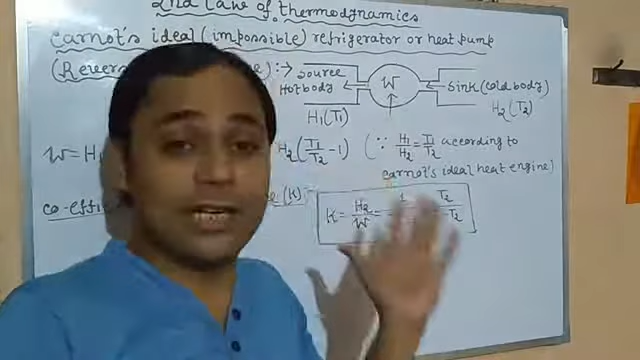 2nd Law of thermodynamics
Carnot's ideal (impossible) refrigerator or heat pump
(Revers :→ Source W Sink (Cold body)
Hot body H₂(T₂)
H₁(T₁)
W = H₁ H₂(T₁/T₂ -1) (∵ H₁/H₂ = T₁/T₂ according to
carnot's ideal heat engine)
co-effi (K)
K = H₂/W = 1 T₂ -T₂